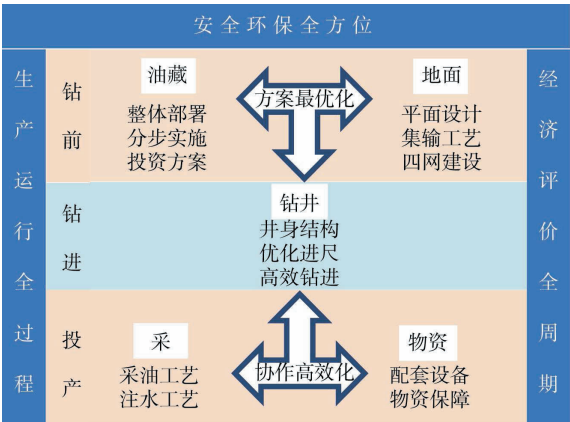 安全环保全方位
生产运行全过程
钻前
油藏
整体部署
分步实施
投资方案
方案最优化
地面
平面设计
集输工艺
四网建设
钻进
钻井
井身结构
优化进尺
高效钻进
投产
采
采油工艺
注水工艺
协作高效化
物资
配套设备
物资保障
经济评价全周期